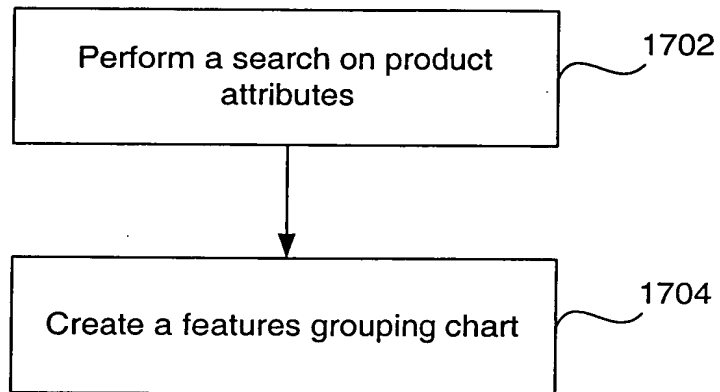 Perform a search on product
attributes
1702
Create a features grouping chart
1704